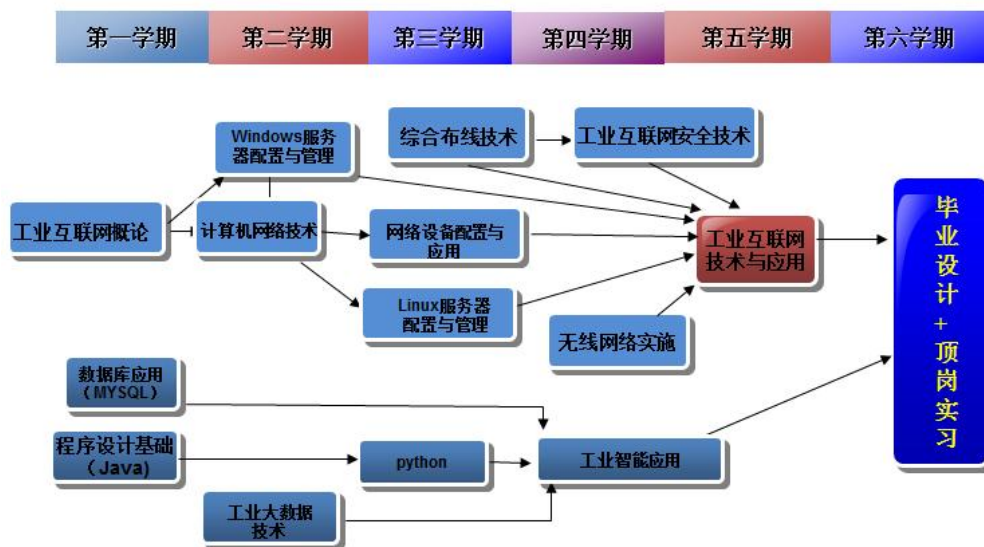 第一学期
第二学期
第三学期
第四学期
第五学期
第六学期
Windows服务
器配置与管理
综合布线技术
工业互联网安全技术
工业互联网概论
计算机网络技术
网络设备配置与
应用
工业互联网
技术与应用
Linux服务器
配置与管理
无线网络实施
毕业设计+顶岗实习
数据库应用
（MYSQL）
程序设计基础
（Java)
python
工业智能应用
工业大数据
技术